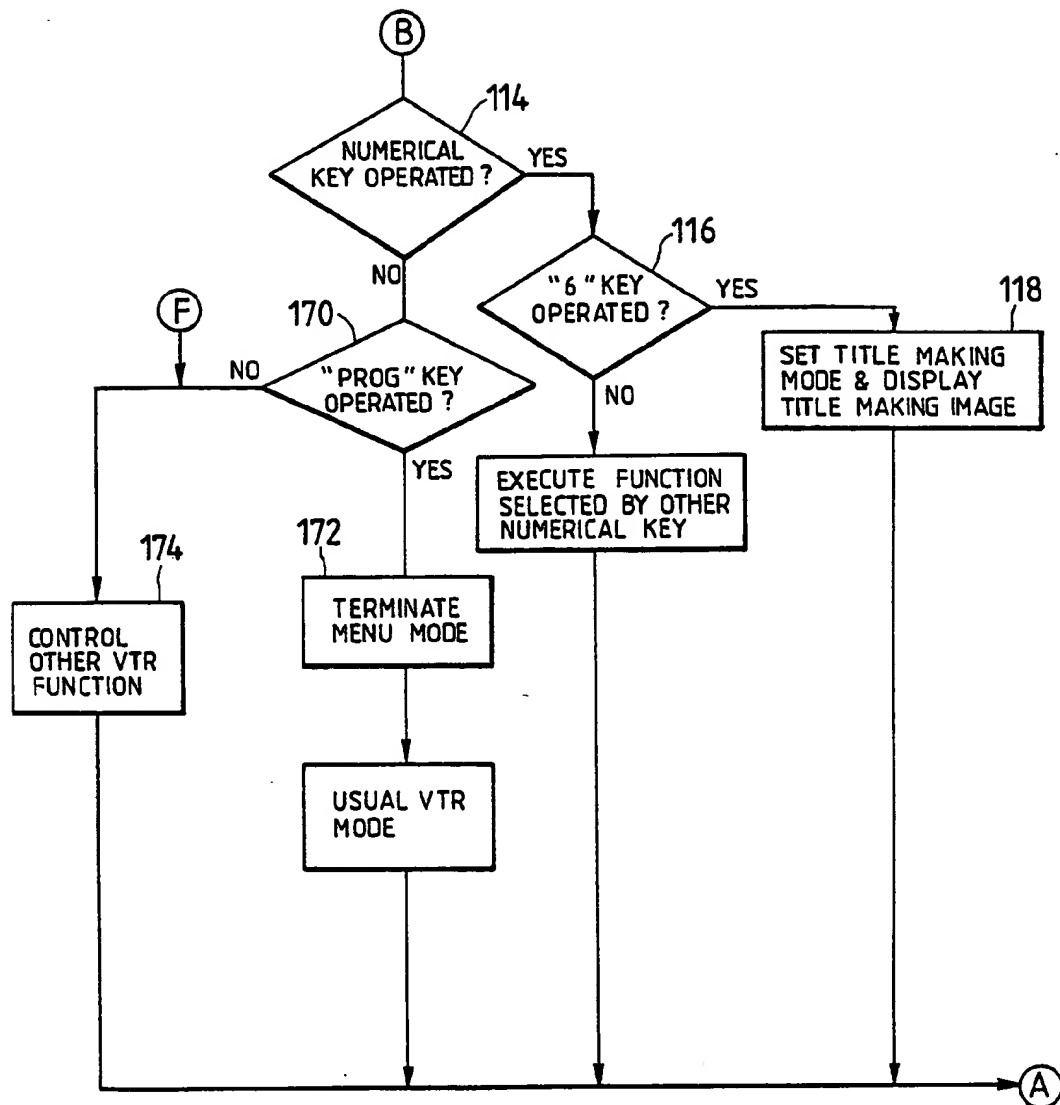 B
114
NUMERICAL
KEY OPERATED ?
YES
NO
116
"6" KEY
OPERATED ?
YES
NO
118
SET TITLE MAKING
MODE & DISPLAY
TITLE MAKING IMAGE
F
170
NO
"PROG" KEY
OPERATED ?
YES
EXECUTE FUNCTION
SELECTED BY OTHER
NUMERICAL KEY
174
CONTROL
OTHER VTR
FUNCTION
172
TERMINATE
MENU MODE
USUAL VTR
MODE
A